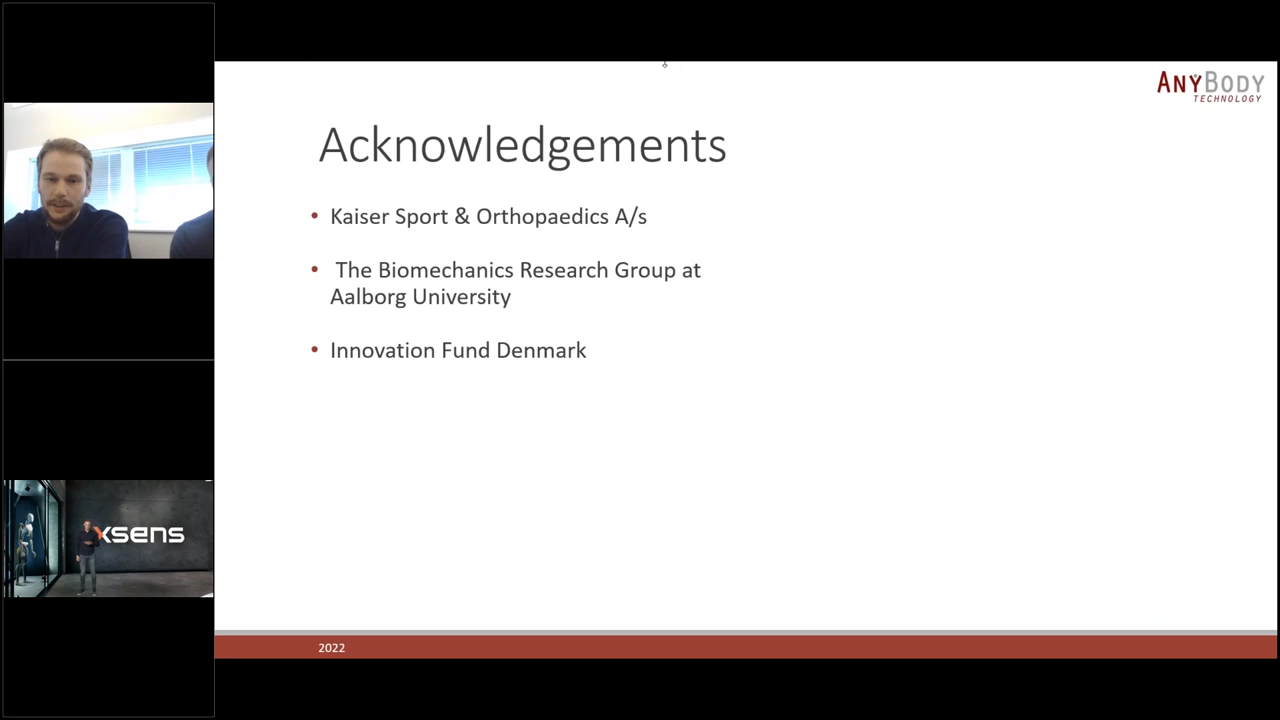 ANYBODY
TECHNOLOGY
Acknowledgements
• Kaiser Sport & Orthopaedics A/s
• The Biomechanics Research Group at
Aalborg University
• Innovation Fund Denmark
xsens
2022